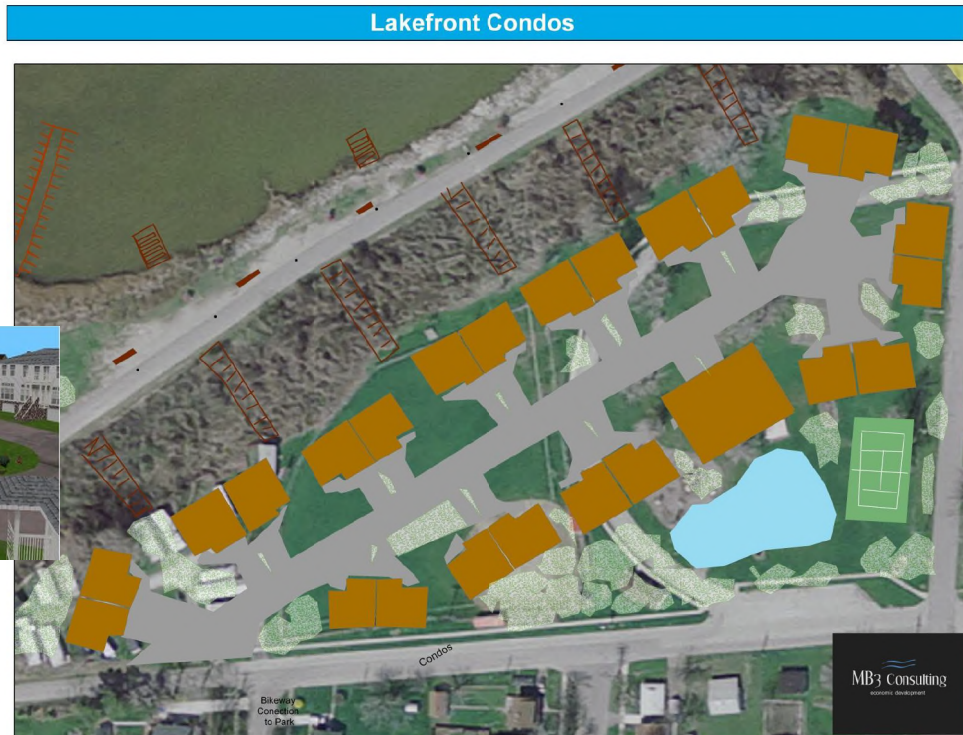 Lakefront Condos
Condos
Bikeway
Conection
to Park
MB3 Consulting
economic development